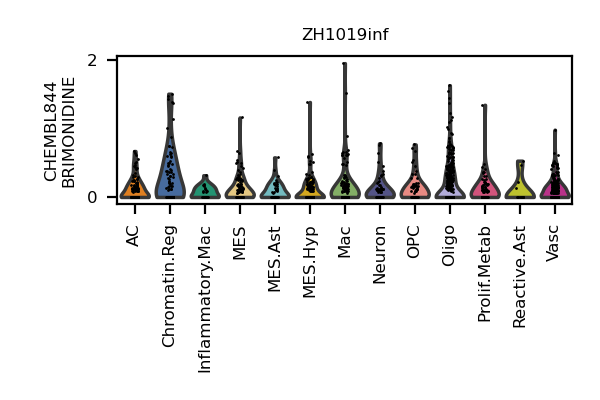 ZH1019inf
CHEMBL844
BRIMONIDINE
2
0
AC
Chromatin.Reg
Inflammatory.Mac
MES
MES.Ast
MES.Hyp
Mac
Neuron
OPC
Oligo
Prolif.Metab
Reactive.Ast
Vasc